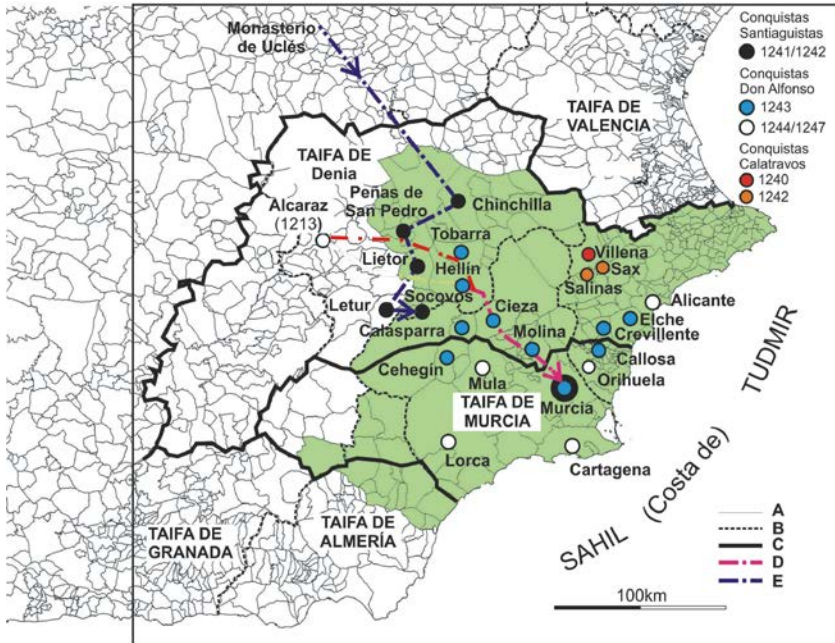 Monasterio
de Uclés
TAIFA DE
VALENCIA
TAIFA DE
Denia
Peñas de
San Pedro
Alcaraz
(1213)
Chinchilla
Tobarra
Lietor
Hellín
Villena
Sax
Salinas
Letur
Socovos
Cieza
Calasparra
Molina
Alicante
Elche
Crevillente
Callosa
Cehegín
Mula
Orihuela
TAIFA DE
MURCIA
Murcia
Lorca
Cartagena
TAIFA DE
GRANADA
TAIFA DE
ALMERÍA
SAHIL (Costa de) TUDMIR
Conquistas
Santiaguistas
1241/1242
Conquistas
Don Alfonso
1243
1244/1247
Conquistas
Calatravos
1240
1242
A
B
C
D
E
100km